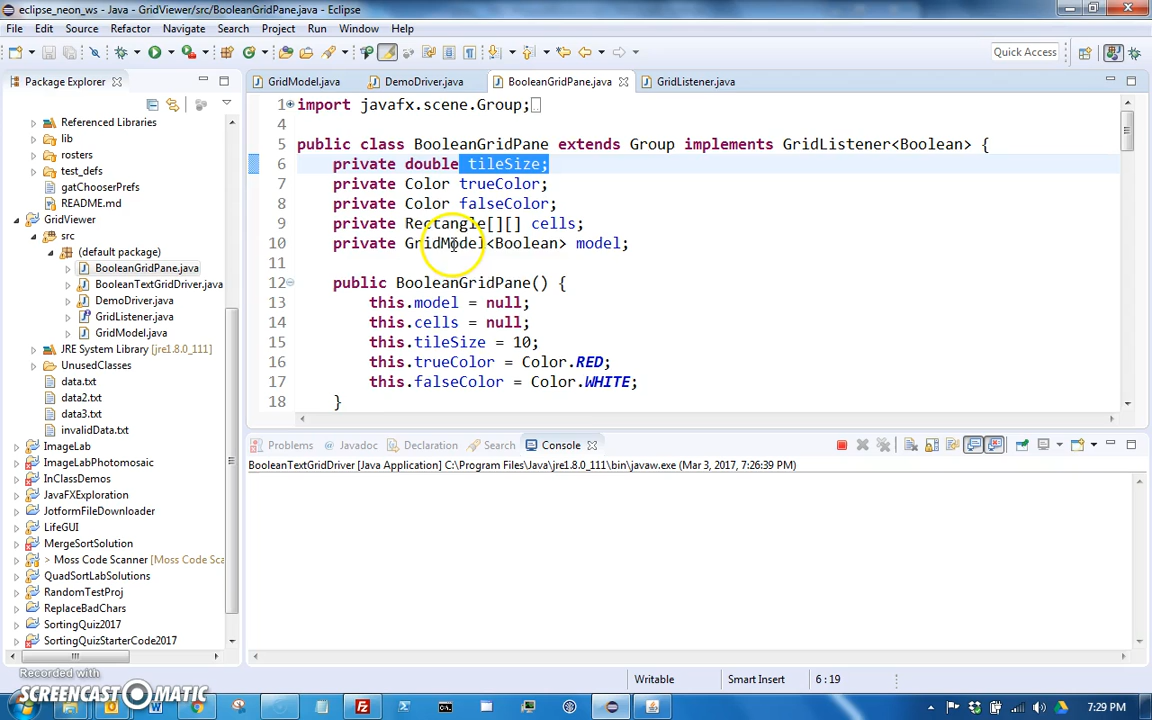 eclipse_neon_ws - Java - GridViewer/src/BooleanGridPane.java - Eclipse
File Edit Source Refactor Navigate Search Project Run Window Help
Quick Access
Package Explorer
GridModel.java DemoDriver.java BooleanGridPane.java GridListener.java
Referenced Libraries
lib
rosters
test_defs
gatChooserPrefs
README.md
GridViewer
src
(default package)
BooleanGridPane.java
BooleanTextGridDriver.java
DemoDriver.java
GridListener.java
GridModel.java
JRE System Library [jre1.8.0_111]
UnusedClasses
data.txt
data2.txt
data3.txt
invalidData.txt
ImageLab
ImageLabPhotomosaic
InClassDemos
JavaFXExploration
JotformFileDownloader
LifeGUI
MergeSortSolution
> Moss Code Scanner [Moss Code Sca
QuadSortLabSolutions
RandomTestProj
ReplaceBadChars
SortingQuiz2017
SortingQuizStarterCode2017
1 import javafx.scene.Group;
4
5 public class BooleanGridPane extends Group implements GridListener<Boolean> {
6 private double tileSize;
7 private Color trueColor;
8 private Color falseColor;
9 private Rectangle[][] cells;
10 private GridModel<Boolean> model;
11
12 public BooleanGridPane() {
13 this.model = null;
14 this.cells = null;
15 this.tileSize = 10;
16 this.trueColor = Color.RED;
17 this.falseColor = Color.WHITE;
18 }
Problems Javadoc Declaration Search Console
BooleanTextGridDriver [Java Application] C:\Program Files\Java\jre1.8.0_111\bin\javaw.exe (Mar 3, 2017, 7:26:39 PM)
Writable Smart Insert 6 : 19
Recorded with
SCREENCAST-O-MATIC
7:29 PM